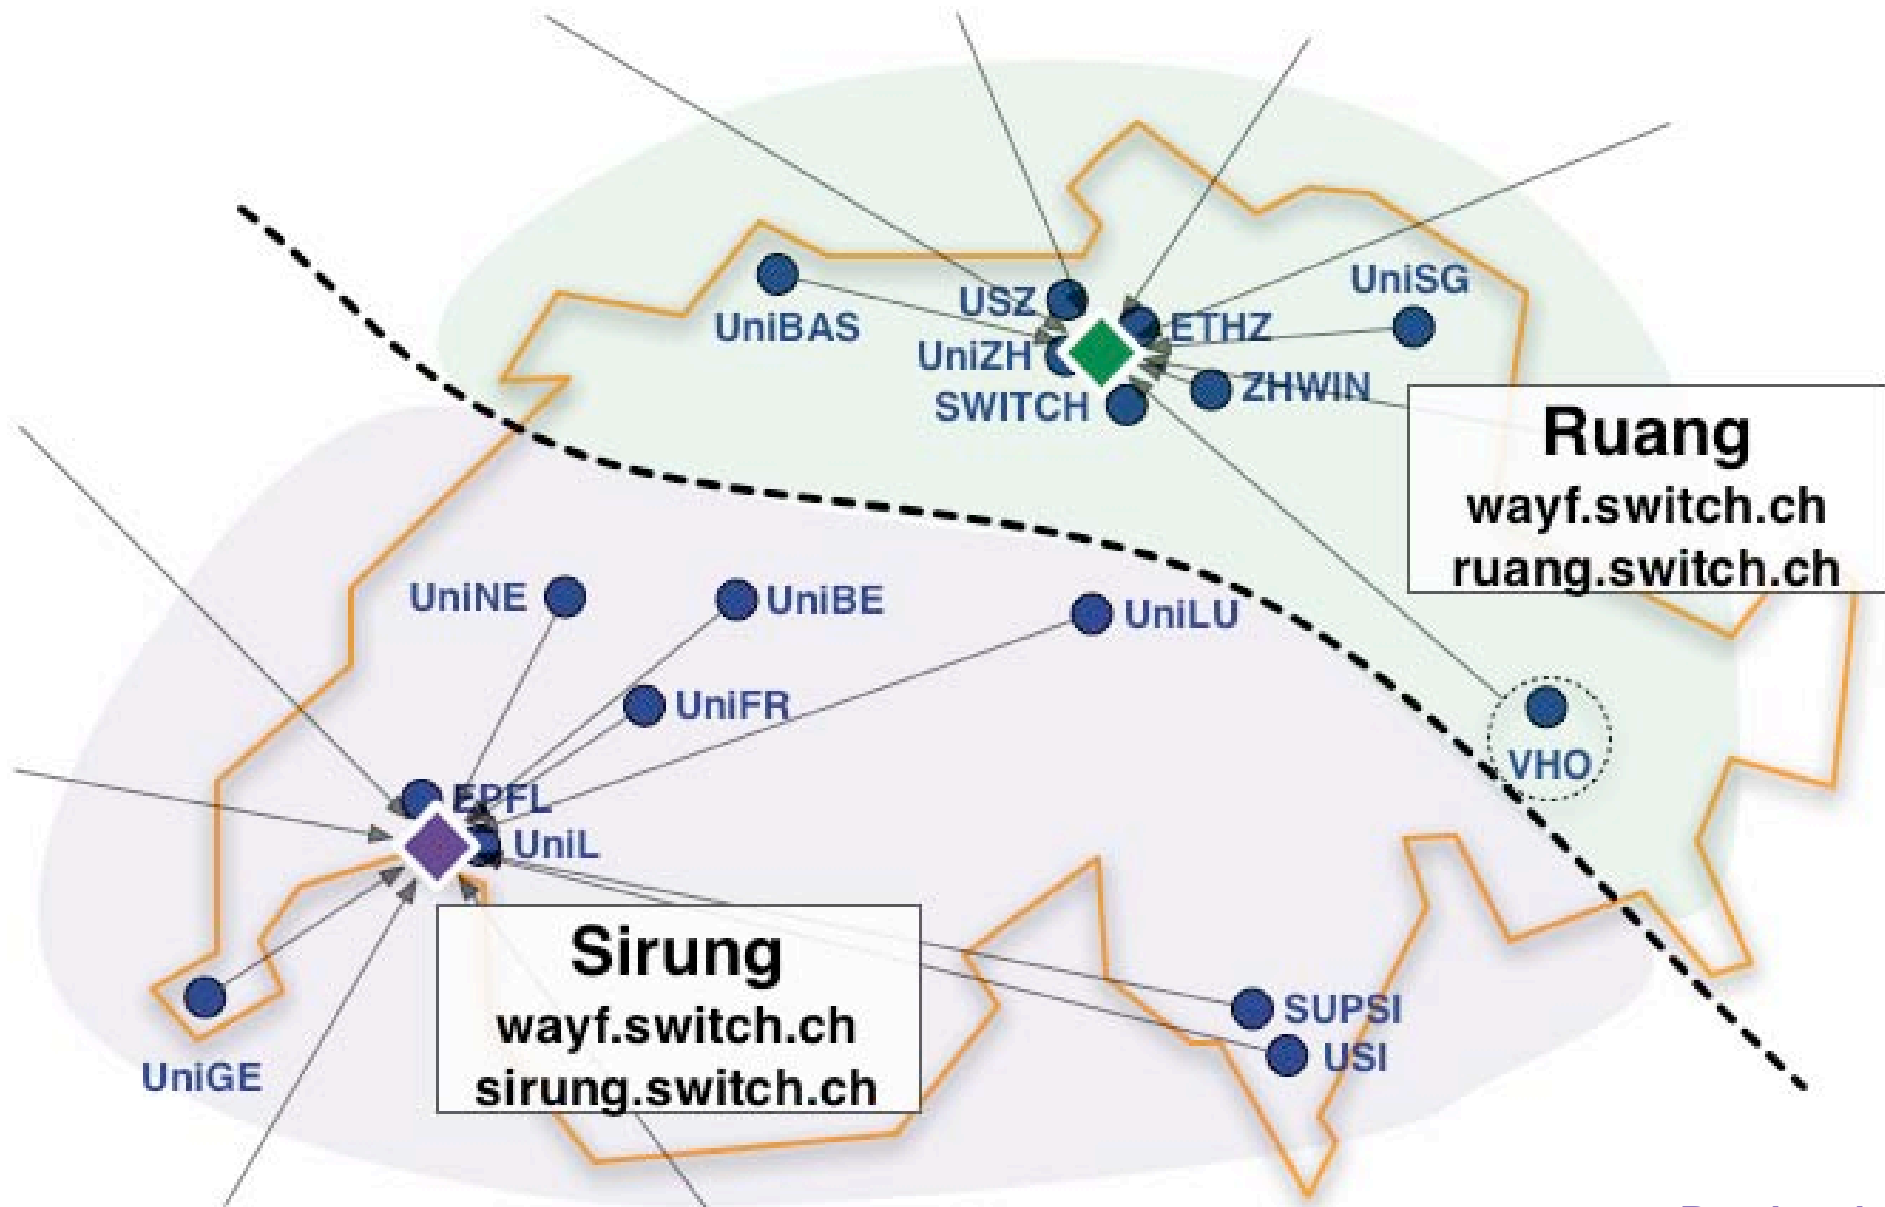 UniSG
USZ
ETHZ
UniBAS
UniZH
ZHWIN
SWITCH
Ruang
wayf.switch.ch
ruang.switch.ch
UniNE
UniBE
UniLU
UniFR
VHO
EPFL
UniL
Sirung
wayf.switch.ch
sirung.switch.ch
SUPSI
USI
UniGE